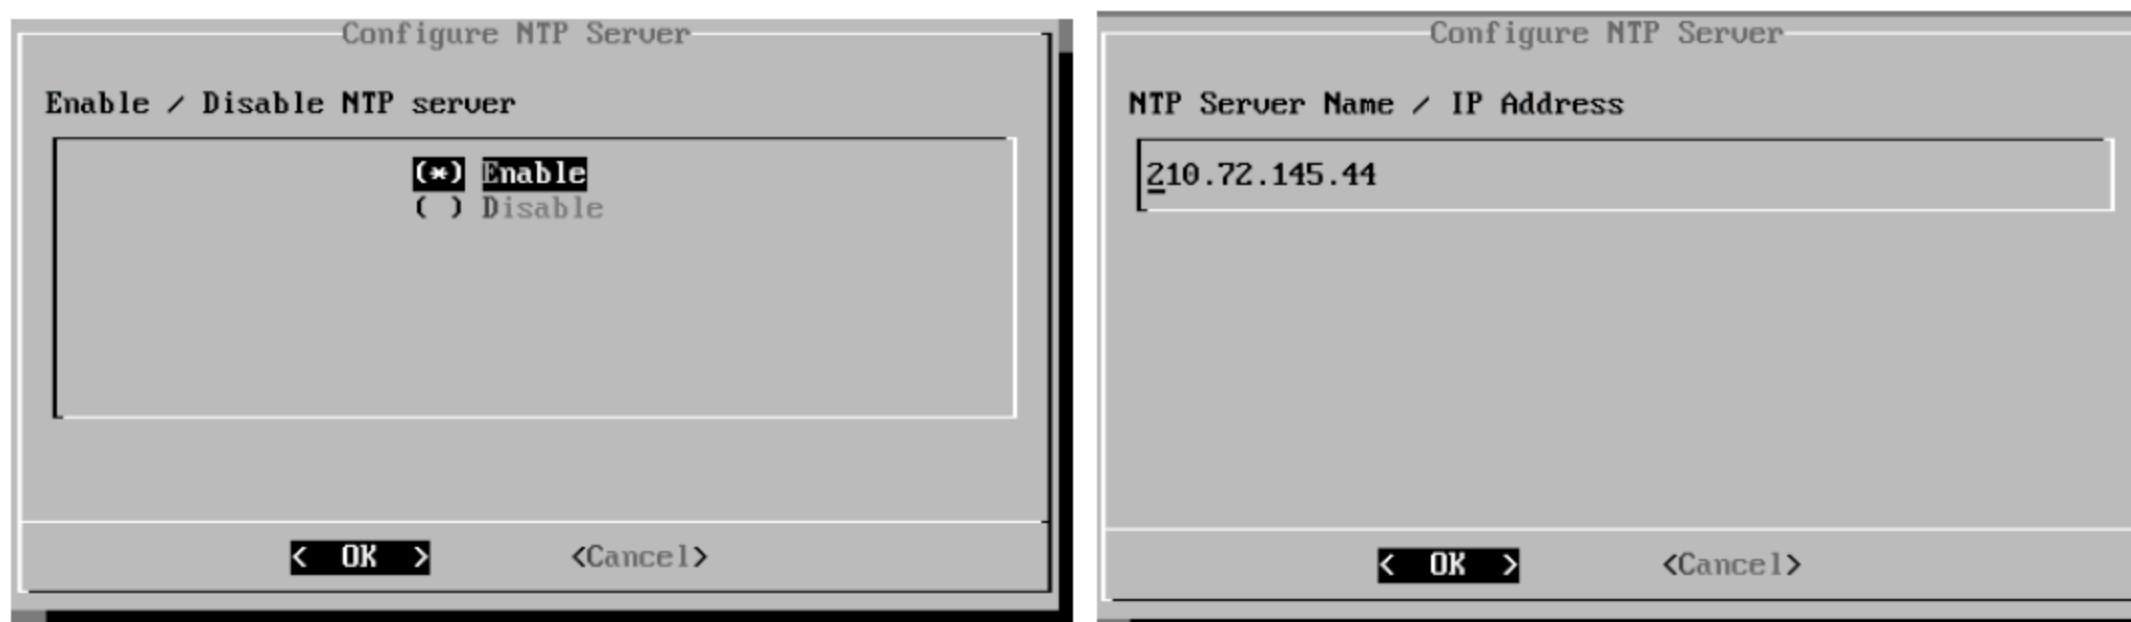 Configure NTP Server
Enable / Disable NTP server
(*) Enable
( ) Disable
< OK > <Cancel>
Configure NTP Server
NTP Server Name / IP Address
210.72.145.44
< OK > <Cancel>